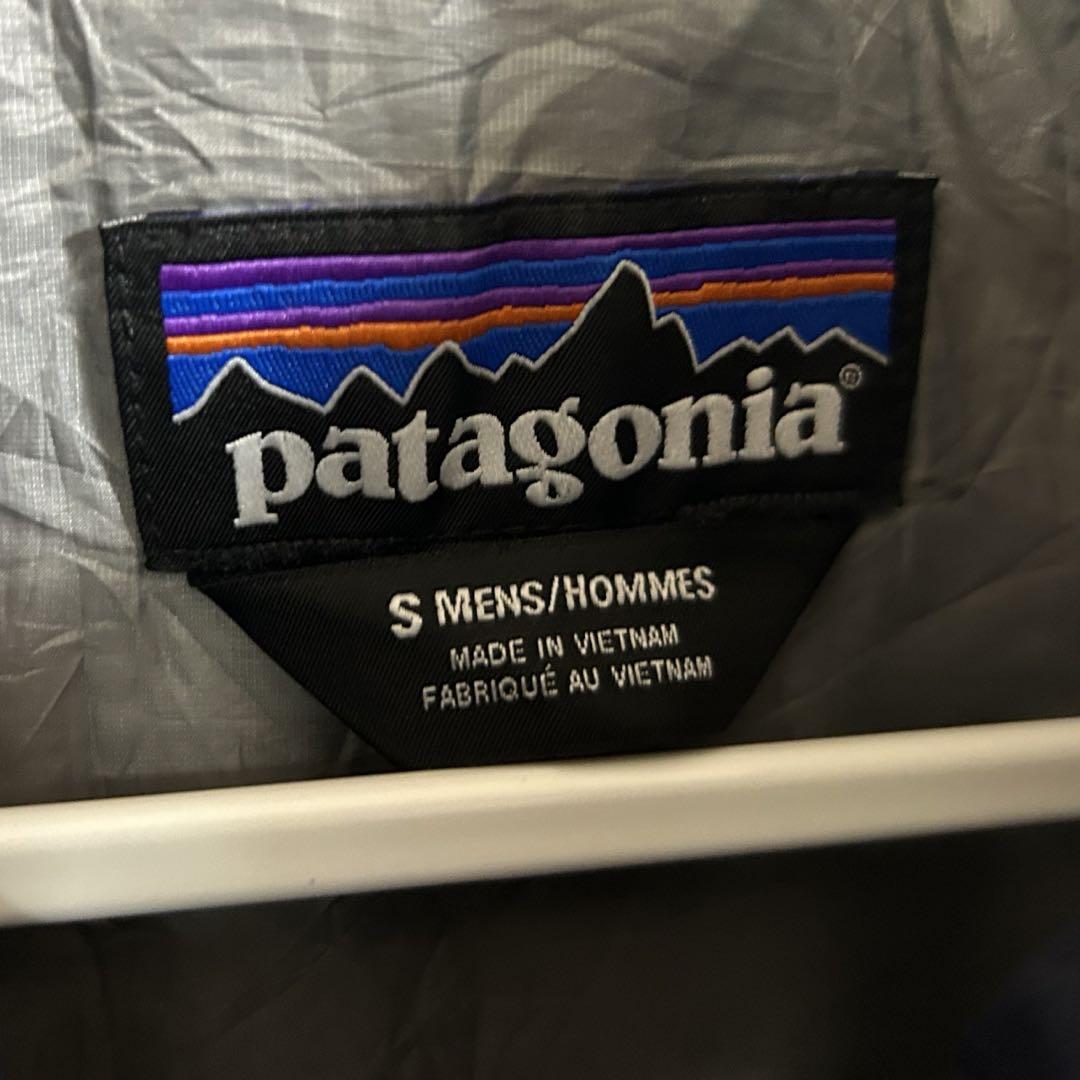 patagonia®
S MENS/HOMMES
MADE IN VIETNAM
FABRIQUÉ AU VIETNAM